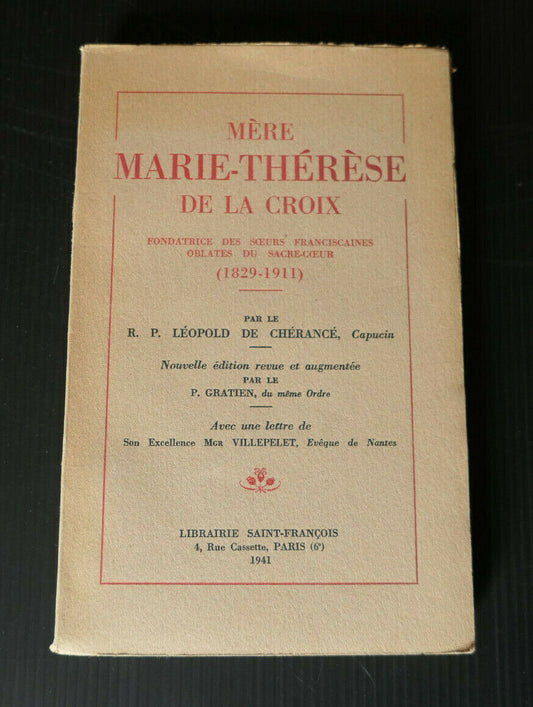 MÈRE
MARIE-THÉRÈSE
DE LA CROIX
FONDATRICE DES SŒURS FRANCISCAINES
OBLATES DU SACRE-CŒUR
(1829-1911)
PAR LE
R. P. LÉOPOLD DE CHÉRANCÉ, Capucin
Nouvelle édition revue et augmentée
PAR LE
P. GRATIEN, du même Ordre
Avec une lettre de
Son Excellence MGR VILLEPELET, Evêque de Nantes
LIBRAIRIE SAINT-FRANÇOIS
4, Rue Cassette, PARIS (6e)
1941